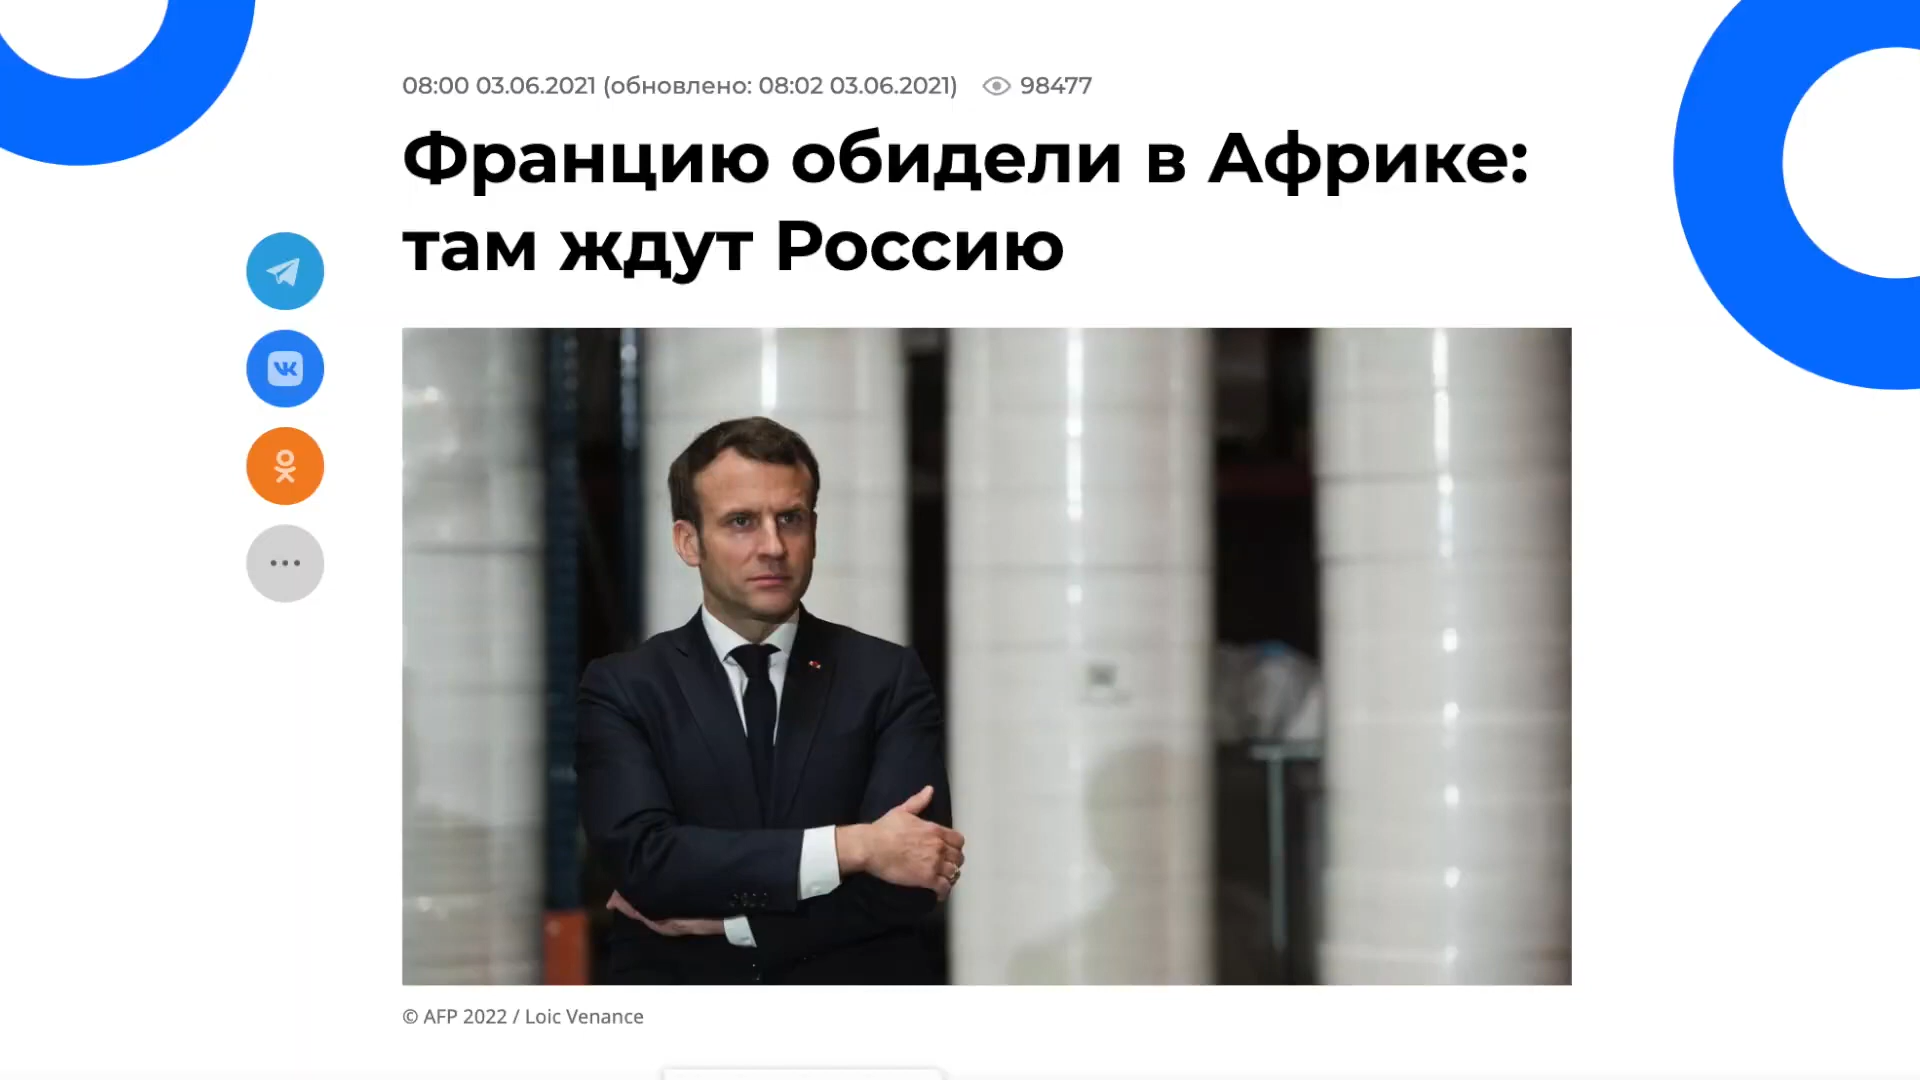 08:00 03.06.2021 (обновлено: 08:02 03.06.2021) 98477
Францию обидели в Африке:
там ждут Россию
© AFP 2022 / Loic Venance